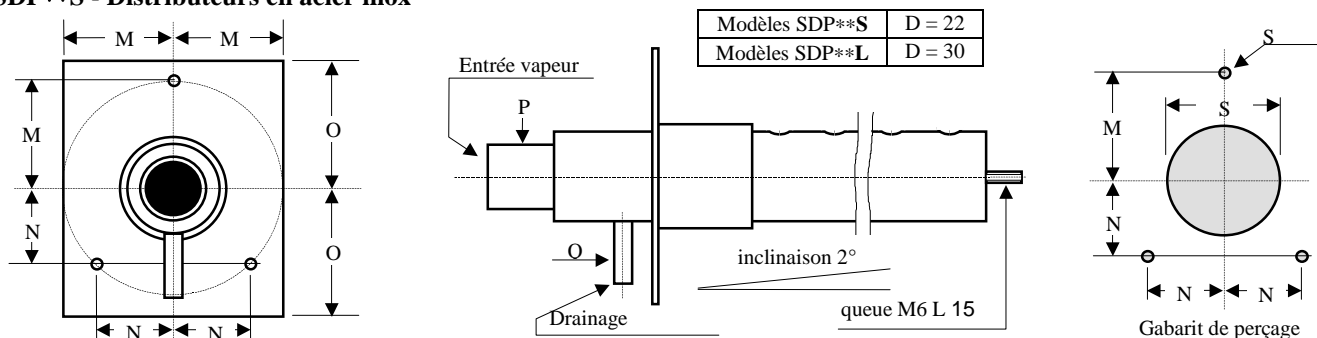 SDP**S - Distributeurs en acier inox
Modèles SDP**S D = 22
Modèles SDP**L D = 30
M M
M
N
O
O
N N
Entrée vapeur
P
Q
Drainage
inclinaison 2°
queue M6 L 15
S
S
M
N
N N
Gabarit de perçage